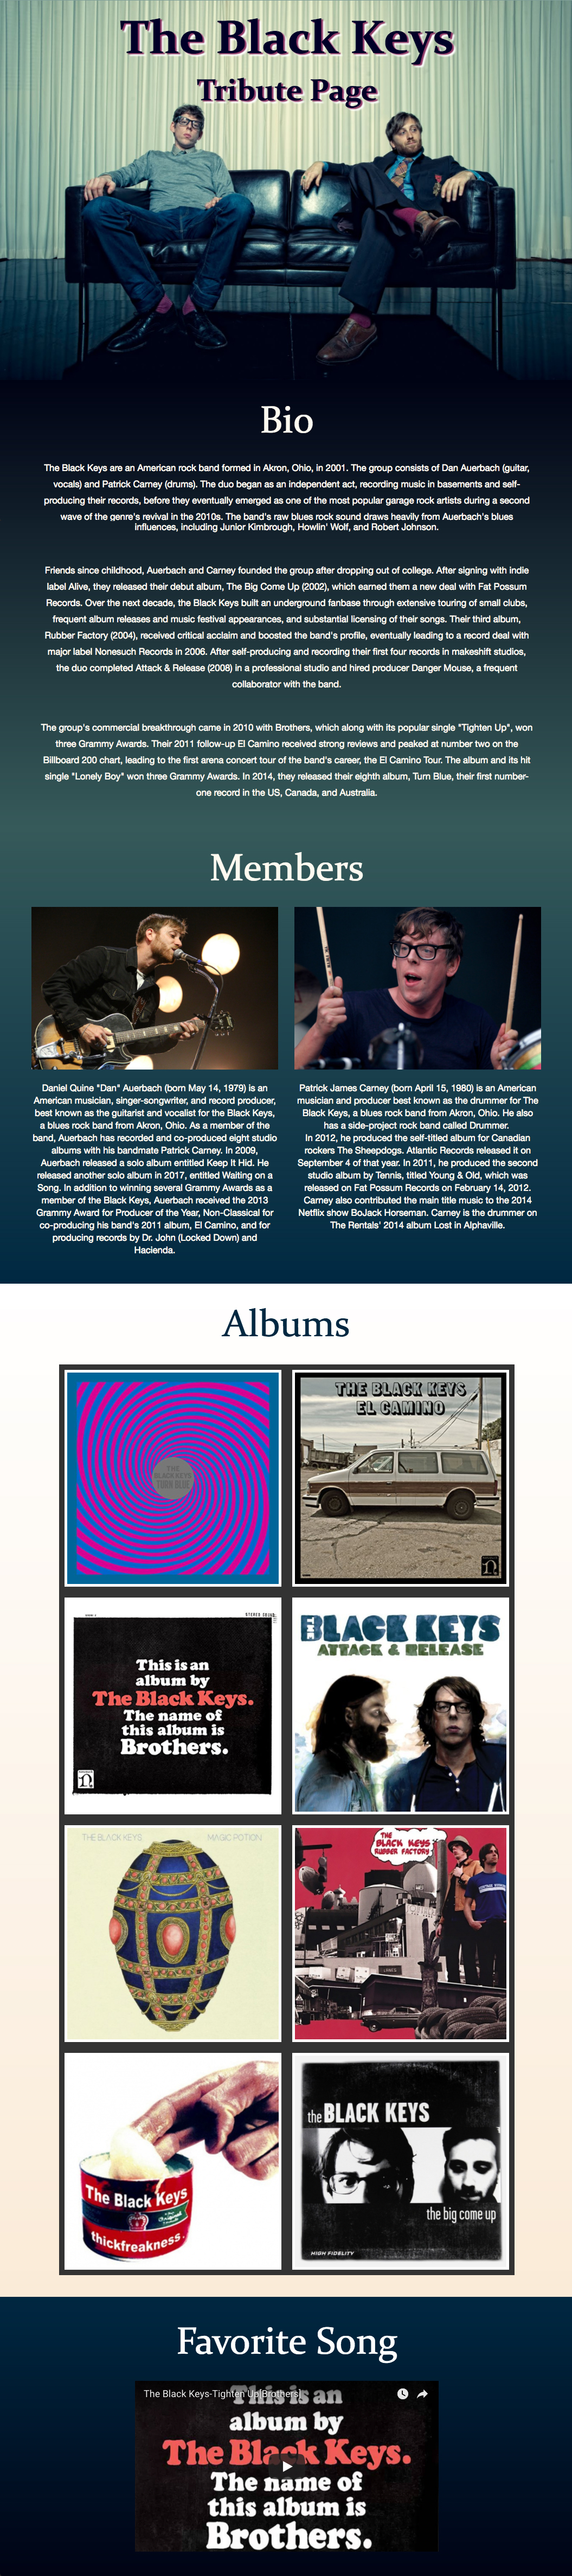 The Black Keys
Tribute Page
Bio
The Black Keys are an American rock band formed in Akron, Ohio, in 2001. The group consists of Dan Auerbach (guitar,
vocals) and Patrick Carney (drums). The duo began as an independent act, recording music in basements and self-
producing their records, before they eventually emerged as one of the most popular garage rock artists during a second
wave of the genre's revival in the 2010s. The band's raw blues rock sound draws heavily from Auerbach's blues
influences, including Junior Kimbrough, Howlin' Wolf, and Robert Johnson.
Friends since childhood, Auerbach and Carney founded the group after dropping out of college. After signing with indie
label Alive, they released their debut album, The Big Come Up (2002), which earned them a new deal with Fat Possum
Records. Over the next decade, the Black Keys built an underground fanbase through extensive touring of small clubs,
frequent album releases and music festival appearances, and substantial licensing of their songs. Their third album,
Rubber Factory (2004), received critical acclaim and boosted the band's profile, eventually leading to a record deal with
major label Nonesuch Records in 2006. After self-producing and recording their first four records in makeshift studios,
the duo completed Attack & Release (2008) in a professional studio and hired producer Danger Mouse, a frequent
collaborator with the band.
The group's commercial breakthrough came in 2010 with Brothers, which along with its popular single "Tighten Up", won
three Grammy Awards. Their 2011 follow-up El Camino received strong reviews and peaked at number two on the
Billboard 200 chart, leading to the first arena concert tour of the band's career, the El Camino Tour. The album and its hit
single "Lonely Boy" won three Grammy Awards. In 2014, they released their eighth album, Turn Blue, their first number-
one record in the US, Canada, and Australia.
Members
Daniel Quine "Dan" Auerbach (born May 14, 1979) is an
American musician, singer-songwriter, and record producer,
best known as the guitarist and vocalist for the Black Keys,
a blues rock band from Akron, Ohio. As a member of the
band, Auerbach has recorded and co-produced eight studio
albums with his bandmate Patrick Carney. In 2009,
Auerbach released a solo album entitled Keep It Hid. He
released another solo album in 2017, entitled Waiting on a
Song. In addition to winning several Grammy Awards as a
member of the Black Keys, Auerbach received the 2013
Grammy Award for Producer of the Year, Non-Classical for
co-producing his band's 2011 album, El Camino, and for
producing records by Dr. John (Locked Down) and
Hacienda.
Patrick James Carney (born April 15, 1980) is an American
musician and producer best known as the drummer for The
Black Keys, a blues rock band from Akron, Ohio. He also
has a side-project rock band called Drummer.
In 2012, he produced the self-titled album for Canadian
rockers The Sheepdogs. Atlantic Records released it on
September 4 of that year. In 2011, he produced the second
studio album by Tennis, titled Young & Old, which was
released on Fat Possum Records on February 14, 2012.
Carney also contributed the main title music to the 2014
Netflix show BoJack Horseman. Carney is the drummer on
The Rentals' 2014 album Lost in Alphaville.
Albums
THE
BLACK KEYS
TURN BLUE
THE BLACK KEYS
EL CAMINO
This is an
album by
The Black Keys.
The name of
this album is
Brothers.
THE BLACK KEYS
ATTACK & RELEASE
THE BLACK KEYS
MAGIC POTION
THE
BLACK KEYS
RUBBER FACTORY
The Black Keys
thickfreakness.
the BLACK KEYS
the big come up
HIGH FIDELITY
Favorite Song
The Black Keys-Tighten Up[Brothers]
This is an
album by
The Black Keys.
The name of
this album is
Brothers.